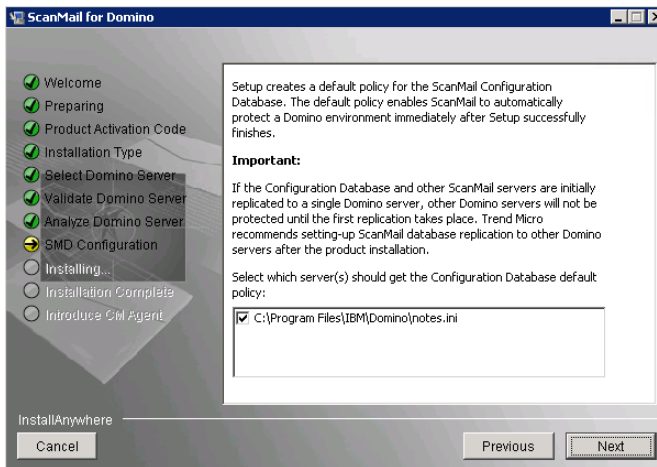 ScanMail for Domino
Welcome
Preparing
Product Activation Code
Installation Type
Select Domino Server
Validate Domino Server
Analyze Domino Server
SMD Configuration
Installing...
Installation Complete
Introduce CM Agent
Setup creates a default policy for the ScanMail Configuration
Database. The default policy enables ScanMail to automatically
protect a Domino environment immediately after Setup successfully
finishes.
Important:
If the Configuration Database and other ScanMail servers are initially
replicated to a single Domino server, other Domino servers will not be
protected until the first replication takes place. Trend Micro
recommends setting-up ScanMail database replication to other Domino
servers after the product installation.
Select which server(s) should get the Configuration Database default
policy:
C:\Program Files\IBM\Domino\notes.ini
InstallAnywhere
Cancel
Previous
Next